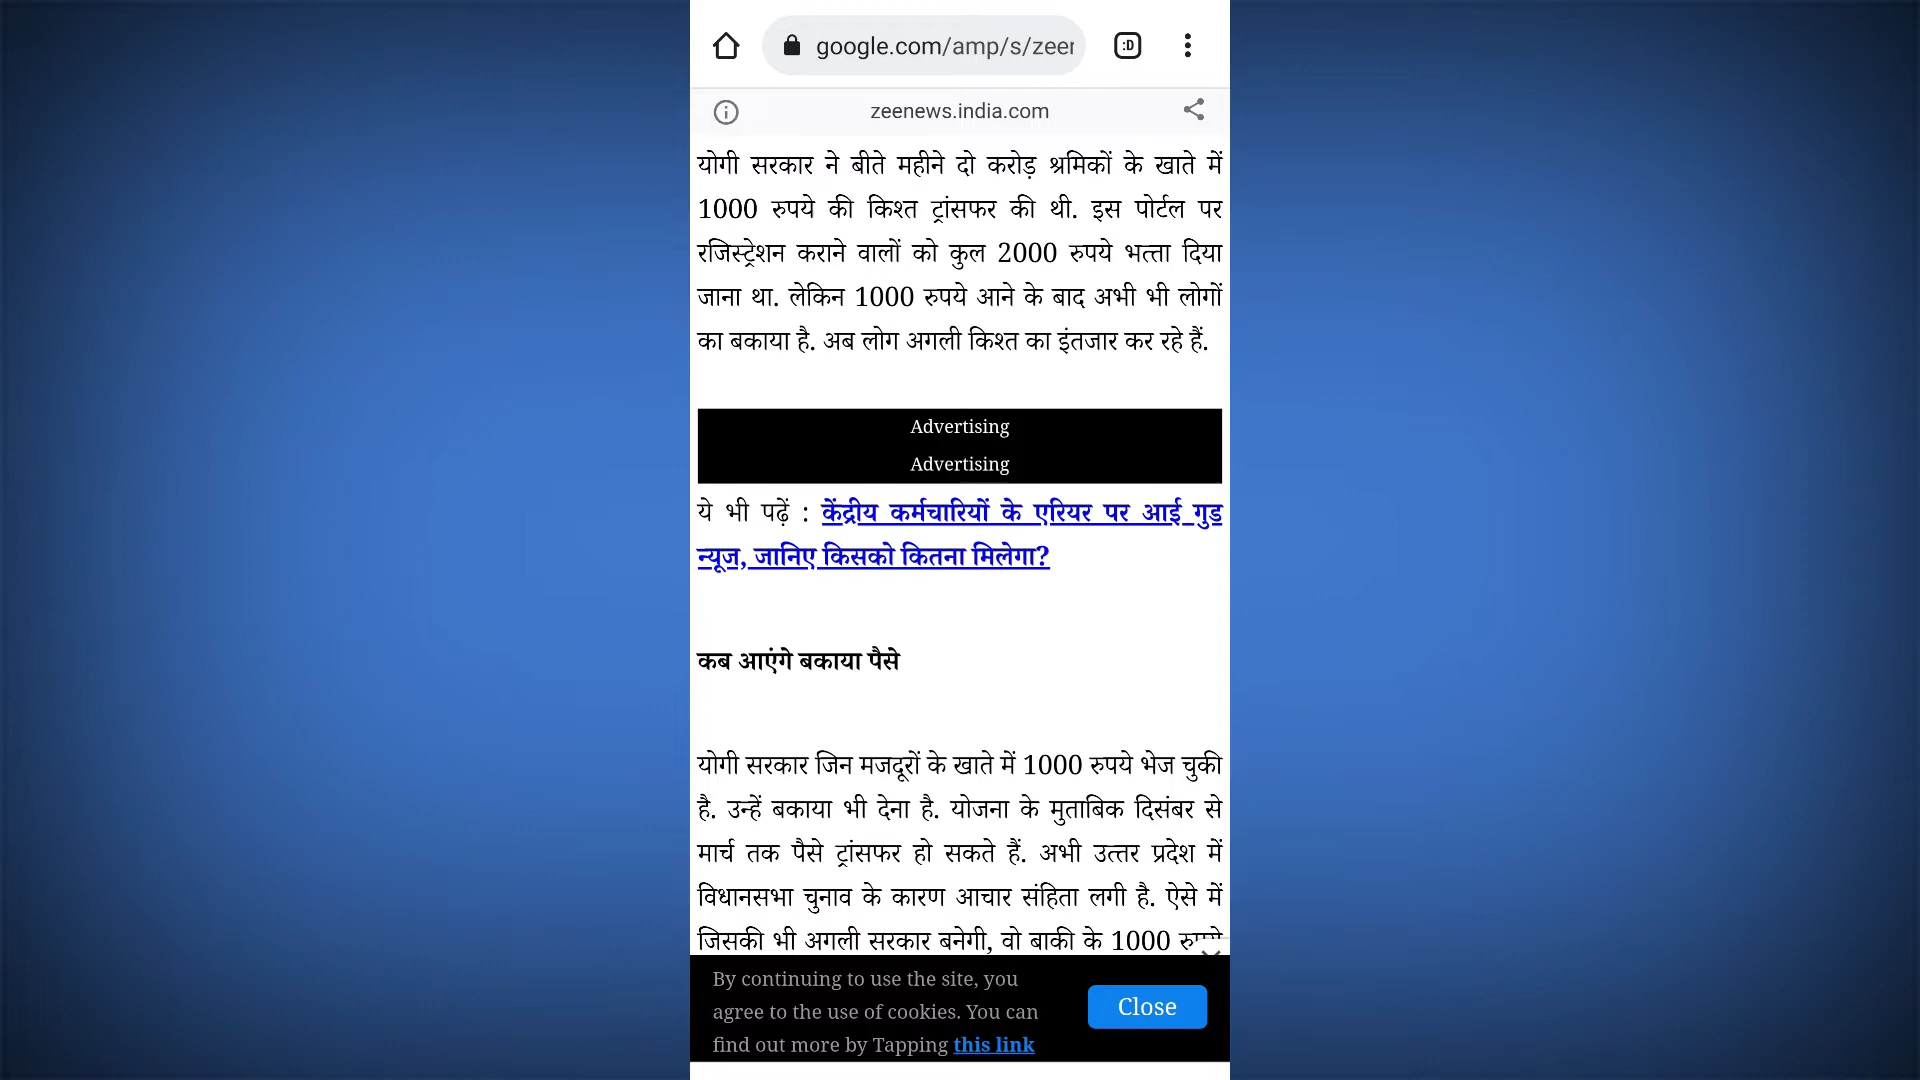 google.com/amp/s/zeer
:D
zeenews.india.com
योगी सरकार ने बीते महीने दो करोड़ श्रमिकों के खाते में
1000 रुपये की किश्त ट्रांसफर की थी. इस पोर्टल पर
रजिस्ट्रेशन कराने वालों को कुल 2000 रुपये भत्ता दिया
जाना था. लेकिन 1000 रुपये आने के बाद अभी भी लोगों
का बकाया है. अब लोग अगली किश्त का इंतजार कर रहे हैं.
Advertising
Advertising
ये भी पढ़ें : केंद्रीय कर्मचारियों के एरियर पर आई गुड
न्यूज, जानिए किसको कितना मिलेगा?
कब आएंगे बकाया पैसे
योगी सरकार जिन मजदूरों के खाते में 1000 रुपये भेज चुकी
है. उन्हें बकाया भी देना है. योजना के मुताबिक दिसंबर से
मार्च तक पैसे ट्रांसफर हो सकते हैं. अभी उत्तर प्रदेश में
विधानसभा चुनाव के कारण आचार संहिता लगी है. ऐसे में
जिसकी भी अगली सरकार बनेगी, वो बाकी के 1000
By continuing to use the site, you
agree to the use of cookies. You can
find out more by Tapping this link
Close